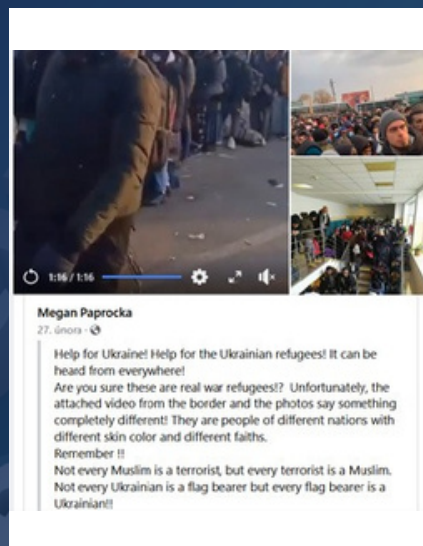 1:16 / 1:16
Megan Paprocka
27. února ·
Help for Ukraine! Help for the Ukrainian refugees! It can be
heard from everywhere!
Are you sure these are real war refugees!? Unfortunately, the
attached video from the border and the photos say something
completely different! They are people of different nations with
different skin color and different faiths.
Remember !!
Not every Muslim is a terrorist, but every terrorist is a Muslim.
Not every Ukrainian is a flag bearer but every flag bearer is a
Ukrainian!!